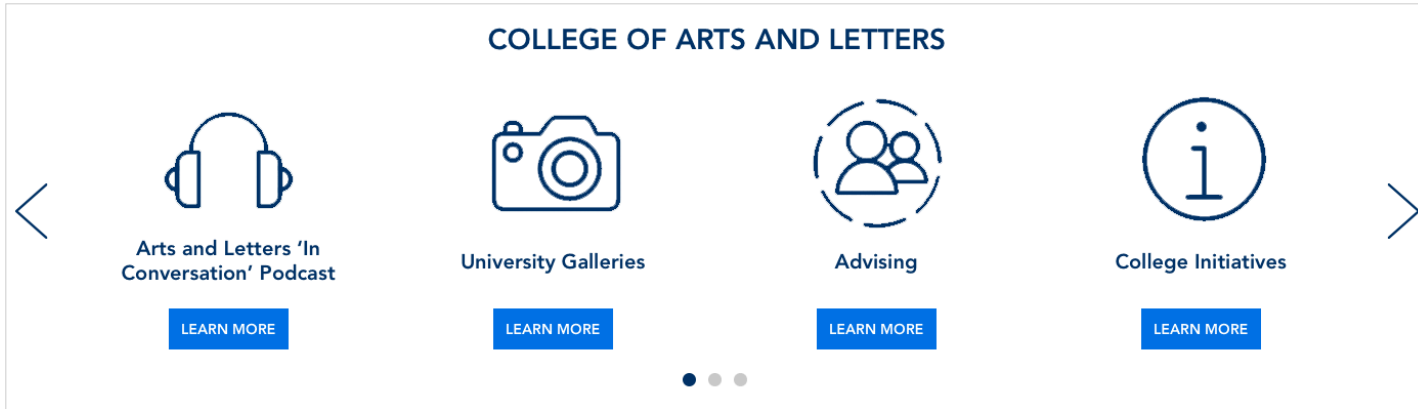 COLLEGE OF ARTS AND LETTERS
Arts and Letters ‘In
Conversation’ Podcast
LEARN MORE
University Galleries
LEARN MORE
Advising
LEARN MORE
College Initiatives
LEARN MORE